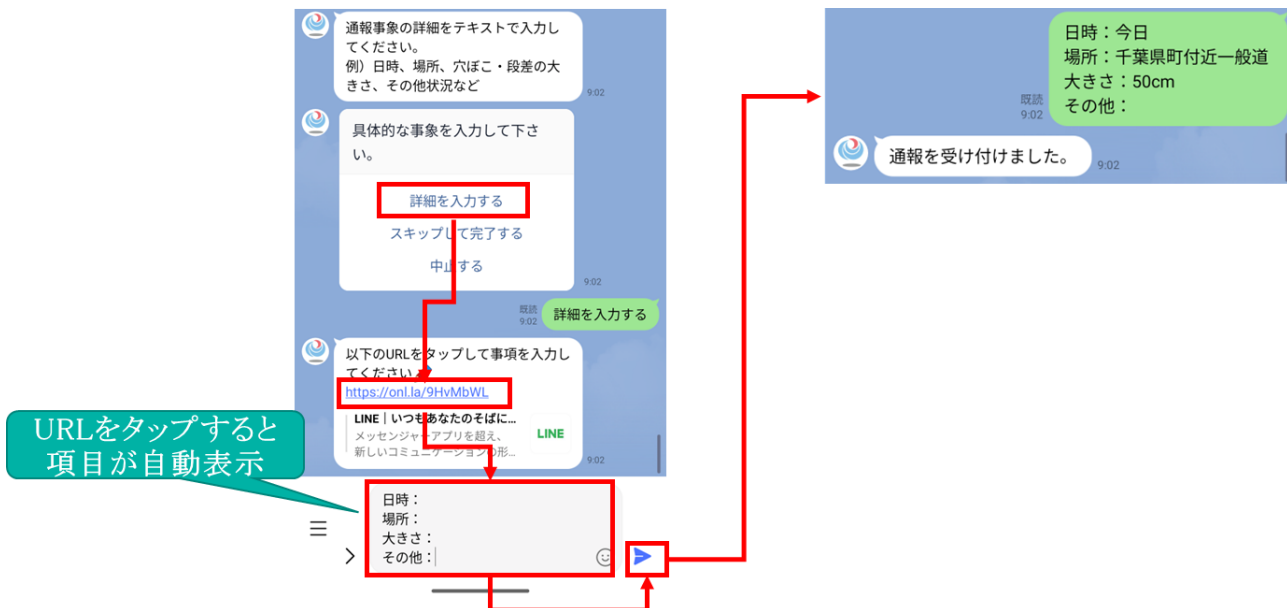 通報事象の詳細をテキストで入力し
てください。
例）日時、場所、穴ぼこ・段差の大
きさ、その他状況など
9:02
具体的な事象を入力して下さ
い。
詳細を入力する
スキップして完了する
中止する
9:02
既読
9:02
詳細を入力する
以下のURLをタップして事項を入力し
てください
https://onl.la/9HvMbWL
LINE｜いつもあなたのそばに...
メッセンジャーアプリを超え、
新しいコミュニケーションの形...
LINE
9:02
URLをタップすると
項目が自動表示
日時：
場所：
大きさ：
その他：
日時：今日
場所：千葉県町付近一般道
大きさ：50cm
その他：
既読
9:02
通報を受け付けました。
9:02